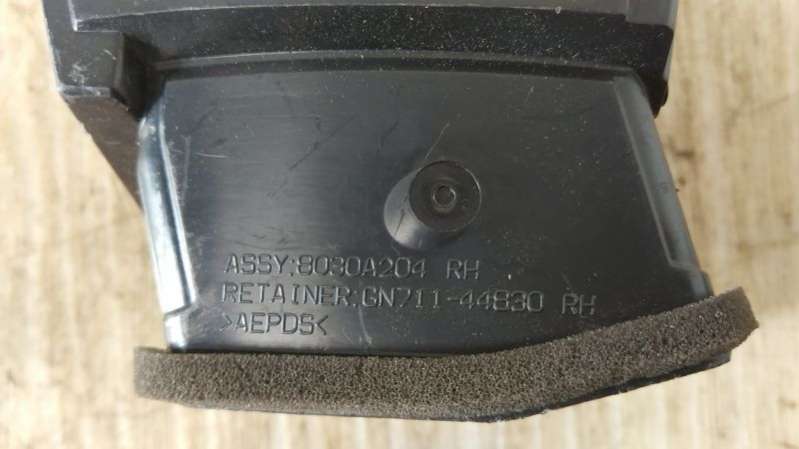 ASSY:8030A204 RH
RETAINER:GN711-44830 RH
>AEPDS<